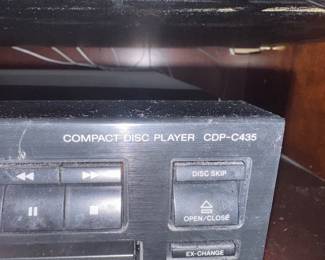 COMPACT DISC PLAYER CDP-C435
DISC SKIP
OPEN/CLOSE
EX-CHANGE